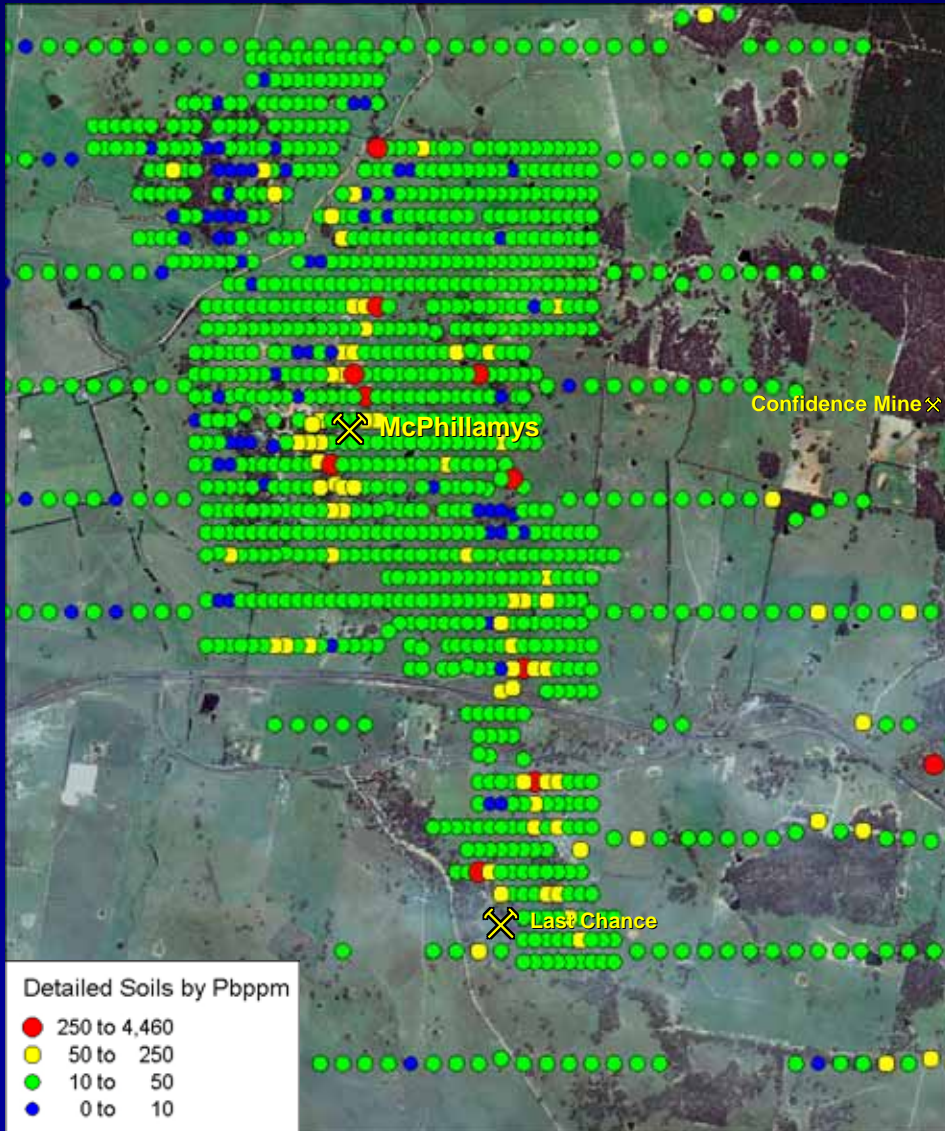 Confidence Mine
McPhillamys
Last Chance
Detailed Soils by Pbppm
250 to 4,460
50 to 250
10 to 50
0 to 10